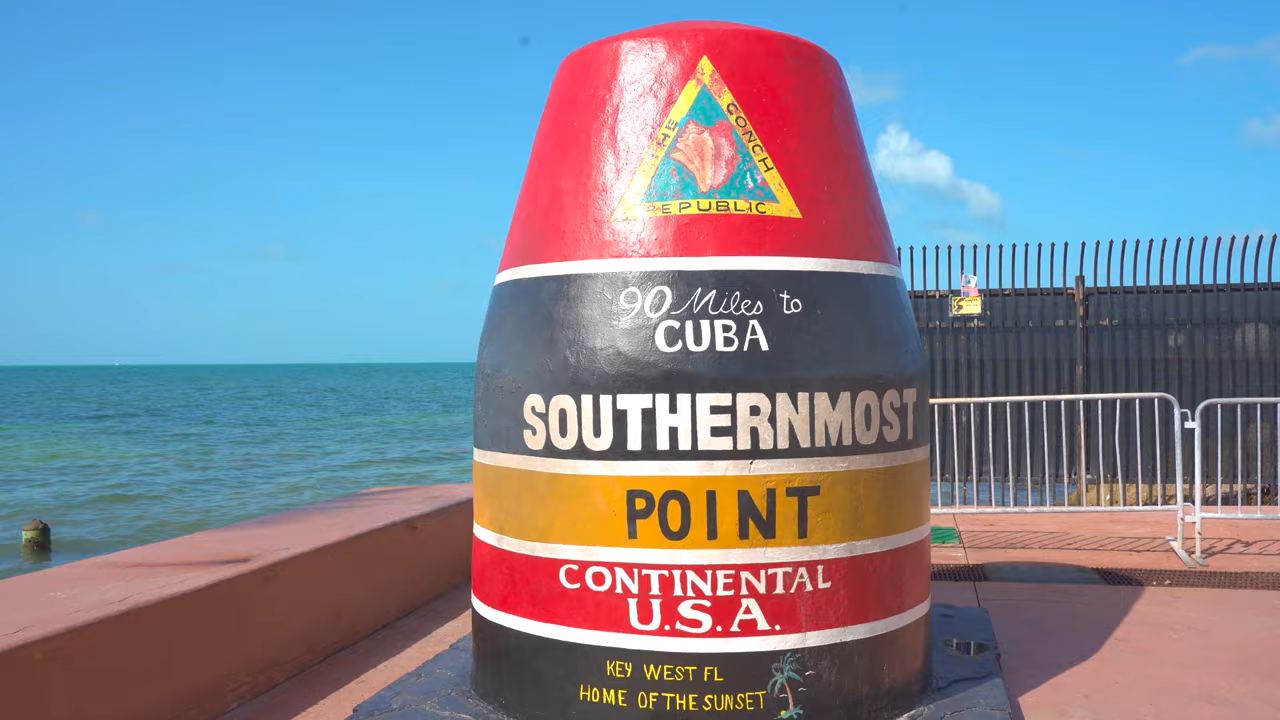 THE CONCH
REPUBLIC
90 Miles to
CUBA
SOUTHERNMOST
POINT
CONTINENTAL
U.S.A.
KEY WEST FL
HOME OF THE SUNSET